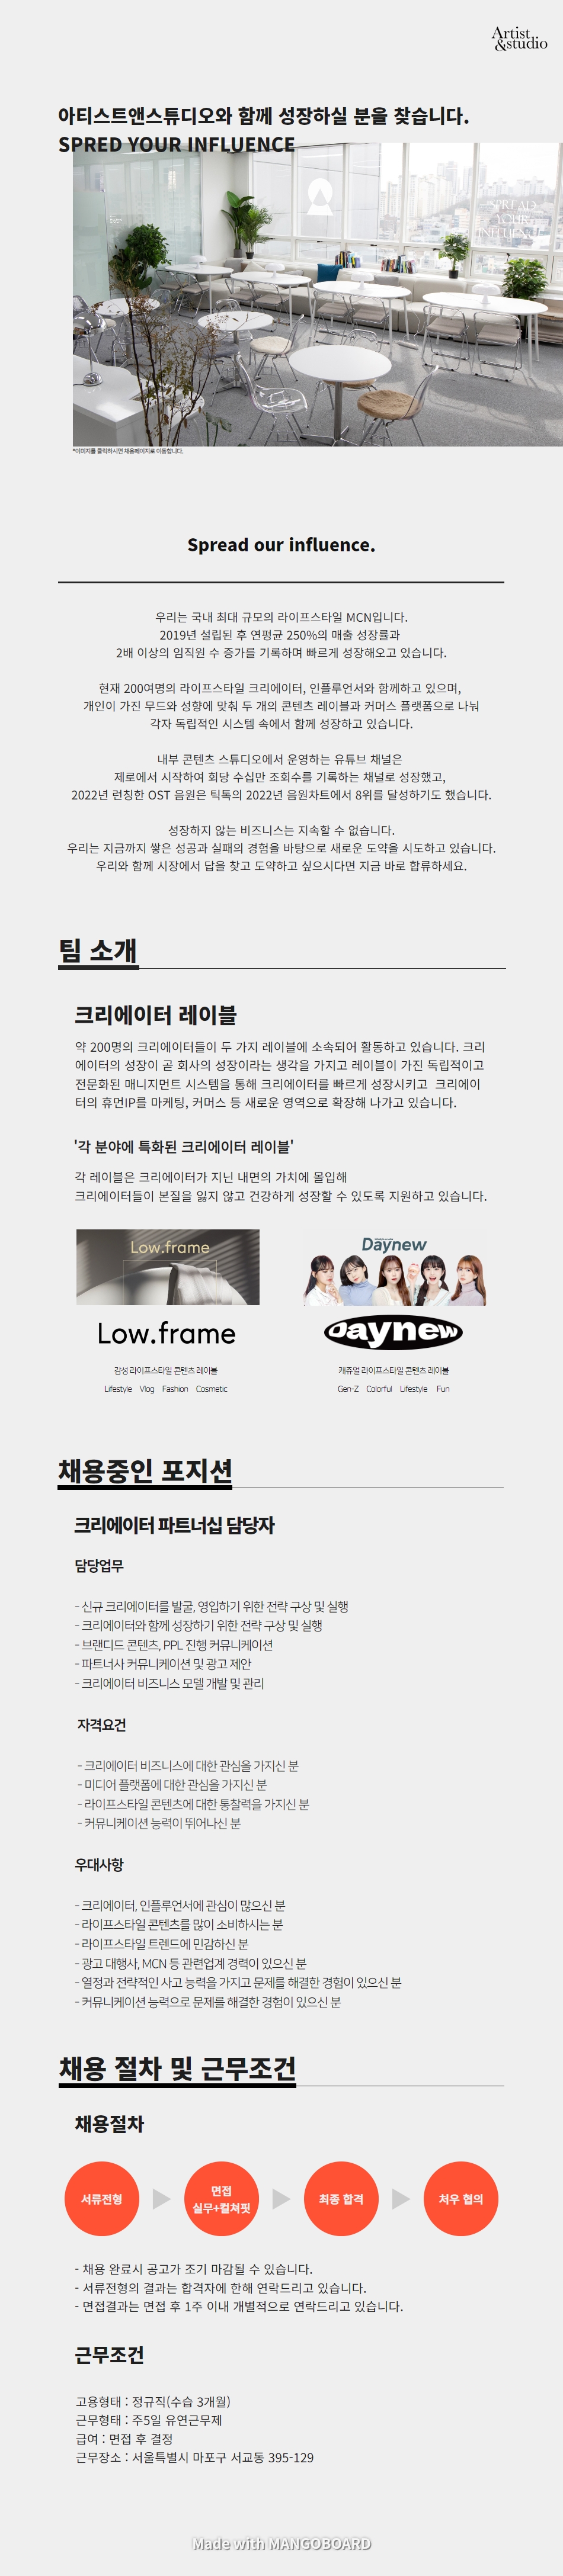 Artist
&studio
아티스트앤스튜디오와 함께 성장하실 분을 찾습니다.
SPRED YOUR INFLUENCE
SPREAD
YOUR
INFLUENCE
*이미지를 클릭하시면 채용페이지로 이동합니다.
Spread our influence.
우리는 국내 최대 규모의 라이프스타일 MCN입니다.
2019년 설립된 후 연평균 250%의 매출 성장률과
2배 이상의 임직원 수 증가를 기록하며 빠르게 성장해오고 있습니다.
현재 200여명의 라이프스타일 크리에이터, 인플루언서와 함께하고 있으며,
개인이 가진 무드와 성향에 맞춰 두 개의 콘텐츠 레이블과 커머스 플랫폼으로 나눠
각자 독립적인 시스템 속에서 함께 성장하고 있습니다.
내부 콘텐츠 스튜디오에서 운영하는 유튜브 채널은
제로에서 시작하여 회당 수십만 조회수를 기록하는 채널로 성장했고,
2022년 런칭한 OST 음원은 틱톡의 2022년 음원차트에서 8위를 달성하기도 했습니다.
성장하지 않는 비즈니스는 지속할 수 없습니다.
우리는 지금까지 쌓은 성공과 실패의 경험을 바탕으로 새로운 도약을 시도하고 있습니다.
우리와 함께 시장에서 답을 찾고 도약하고 싶으시다면 지금 바로 합류하세요.
팀 소개
크리에이터 레이블
약 200명의 크리에이터들이 두 가지 레이블에 소속되어 활동하고 있습니다. 크리
에이터의 성장이 곧 회사의 성장이라는 생각을 가지고 레이블이 가진 독립적이고
전문화된 매니지먼트 시스템을 통해 크리에이터를 빠르게 성장시키고 크리에이
터의 휴먼IP를 마케팅, 커머스 등 새로운 영역으로 확장해 나가고 있습니다.
'각 분야에 특화된 크리에이터 레이블'
각 레이블은 크리에이터가 지닌 내면의 가치에 몰입해
크리에이터들이 본질을 잃지 않고 건강하게 성장할 수 있도록 지원하고 있습니다.
Low.frame
Daynew
Low.frame
Daynew
감성 라이프스타일 콘텐츠 레이블
캐쥬얼 라이프스타일 콘텐츠 레이블
Lifestyle Vlog Fashion Cosmetic
Gen-Z Colorful Lifestyle Fun
채용중인 포지션
크리에이터 파트너십 담당자
담당업무
- 신규 크리에이터를 발굴, 영입하기 위한 전략 구상 및 실행
- 크리에이터와 함께 성장하기 위한 전략 구상 및 실행
- 브랜디드 콘텐츠, PPL 진행 커뮤니케이션
- 파트너사 커뮤니케이션 및 광고 제안
- 크리에이터 비즈니스 모델 개발 및 관리
자격요건
- 크리에이터 비즈니스에 대한 관심을 가지신 분
- 미디어 플랫폼에 대한 관심을 가지신 분
- 라이프스타일 콘텐츠에 대한 통찰력을 가지신 분
- 커뮤니케이션 능력이 뛰어나신 분
우대사항
- 크리에이터, 인플루언서에 관심이 많으신 분
- 라이프스타일 콘텐츠를 많이 소비하시는 분
- 라이프스타일 트렌드에 민감하신 분
- 광고 대행사, MCN 등 관련업계 경력이 있으신 분
- 열정과 전략적인 사고 능력을 가지고 문제를 해결한 경험이 있으신 분
- 커뮤니케이션 능력으로 문제를 해결한 경험이 있으신 분
채용 절차 및 근무조건
채용절차
서류전형
면접
실무+컬쳐핏
최종 합격
처우 협의
- 채용 완료시 공고가 조기 마감될 수 있습니다.
- 서류전형의 결과는 합격자에 한해 연락드리고 있습니다.
- 면접결과는 면접 후 1주 이내 개별적으로 연락드리고 있습니다.
근무조건
고용형태 : 정규직(수습 3개월)
근무형태 : 주5일 유연근무제
급여 : 면접 후 결정
근무장소 : 서울특별시 마포구 서교동 395-129
Made with MANGOBOARD